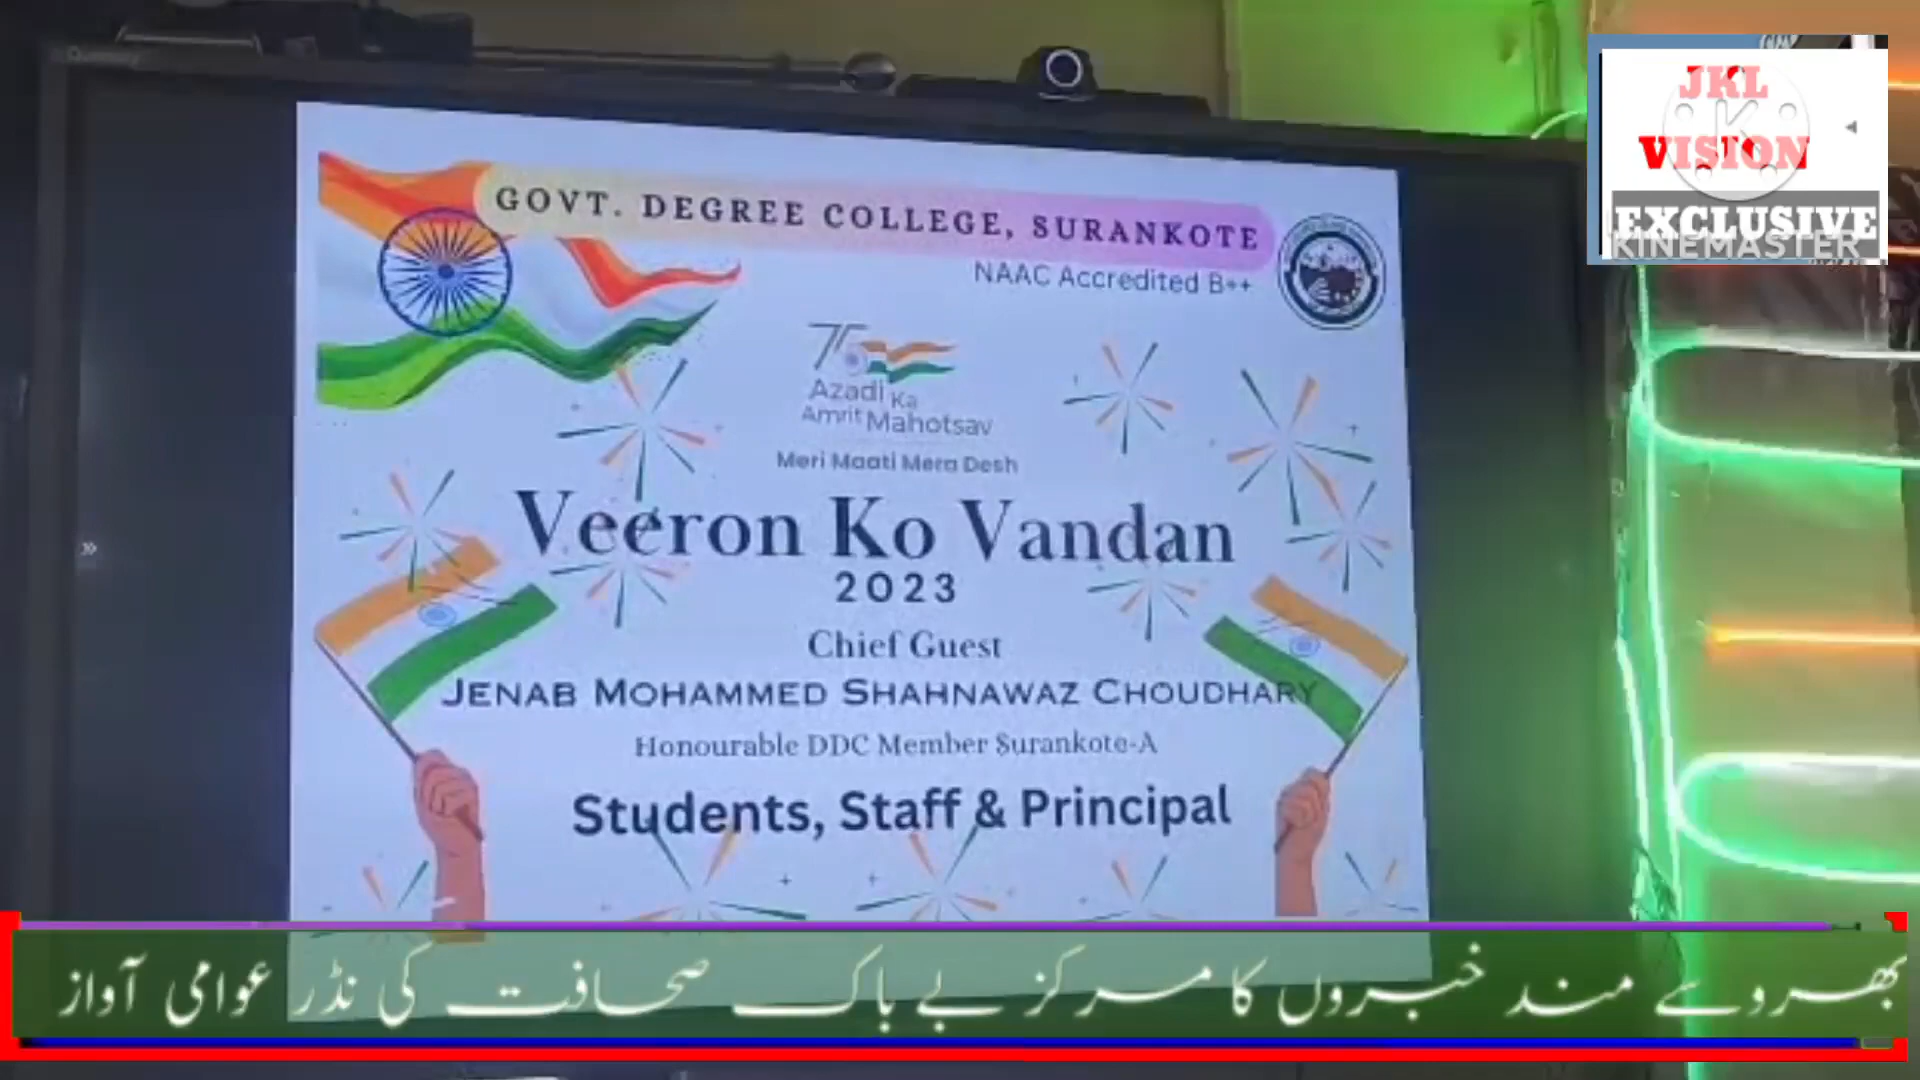 JKL
VISION
EXCLUSIVE
KINEMASTER
GOVT. DEGREE COLLEGE, SURANKOTE
NAAC Accredited B++
75
Azadi Ka
Amrit Mahotsav
Meri Maati Mera Desh
Veeron Ko Vandan
2023
Chief Guest
JENAB MOHAMMED SHAHNAWAZ CHOUDHARY
Honourable DDC Member Surankote-A
Students, Staff & Principal
بھروسے مند خبروں کا مرکز بے باک صحافت کی نڈر عوامی آواز